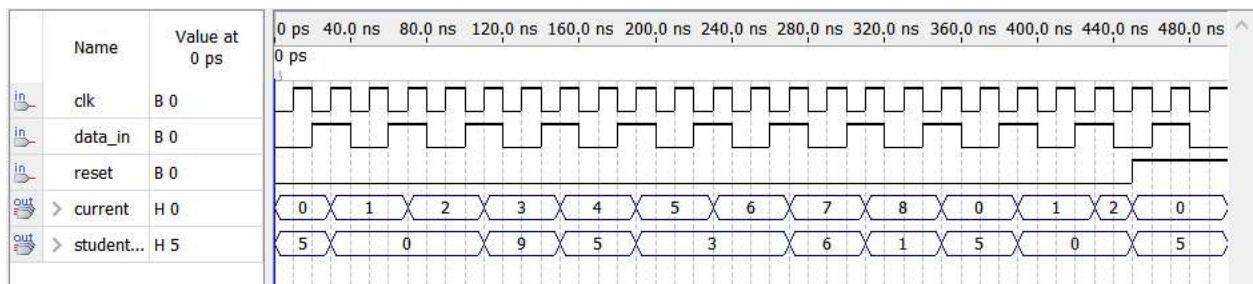 Name Value at 0 ps
0 ps 40.0 ns 80.0 ns 120.0 ns 160.0 ns 200.0 ns 240.0 ns 280.0 ns 320.0 ns 360.0 ns 400.0 ns 440.0 ns 480.0 ns
0 ps
in clk B 0
in data_in B 0
in reset B 0
out > current H 0 0 1 2 3 4 5 6 7 8 0 1 2 0
out > student... H 5 5 0 9 5 3 6 1 5 0 5